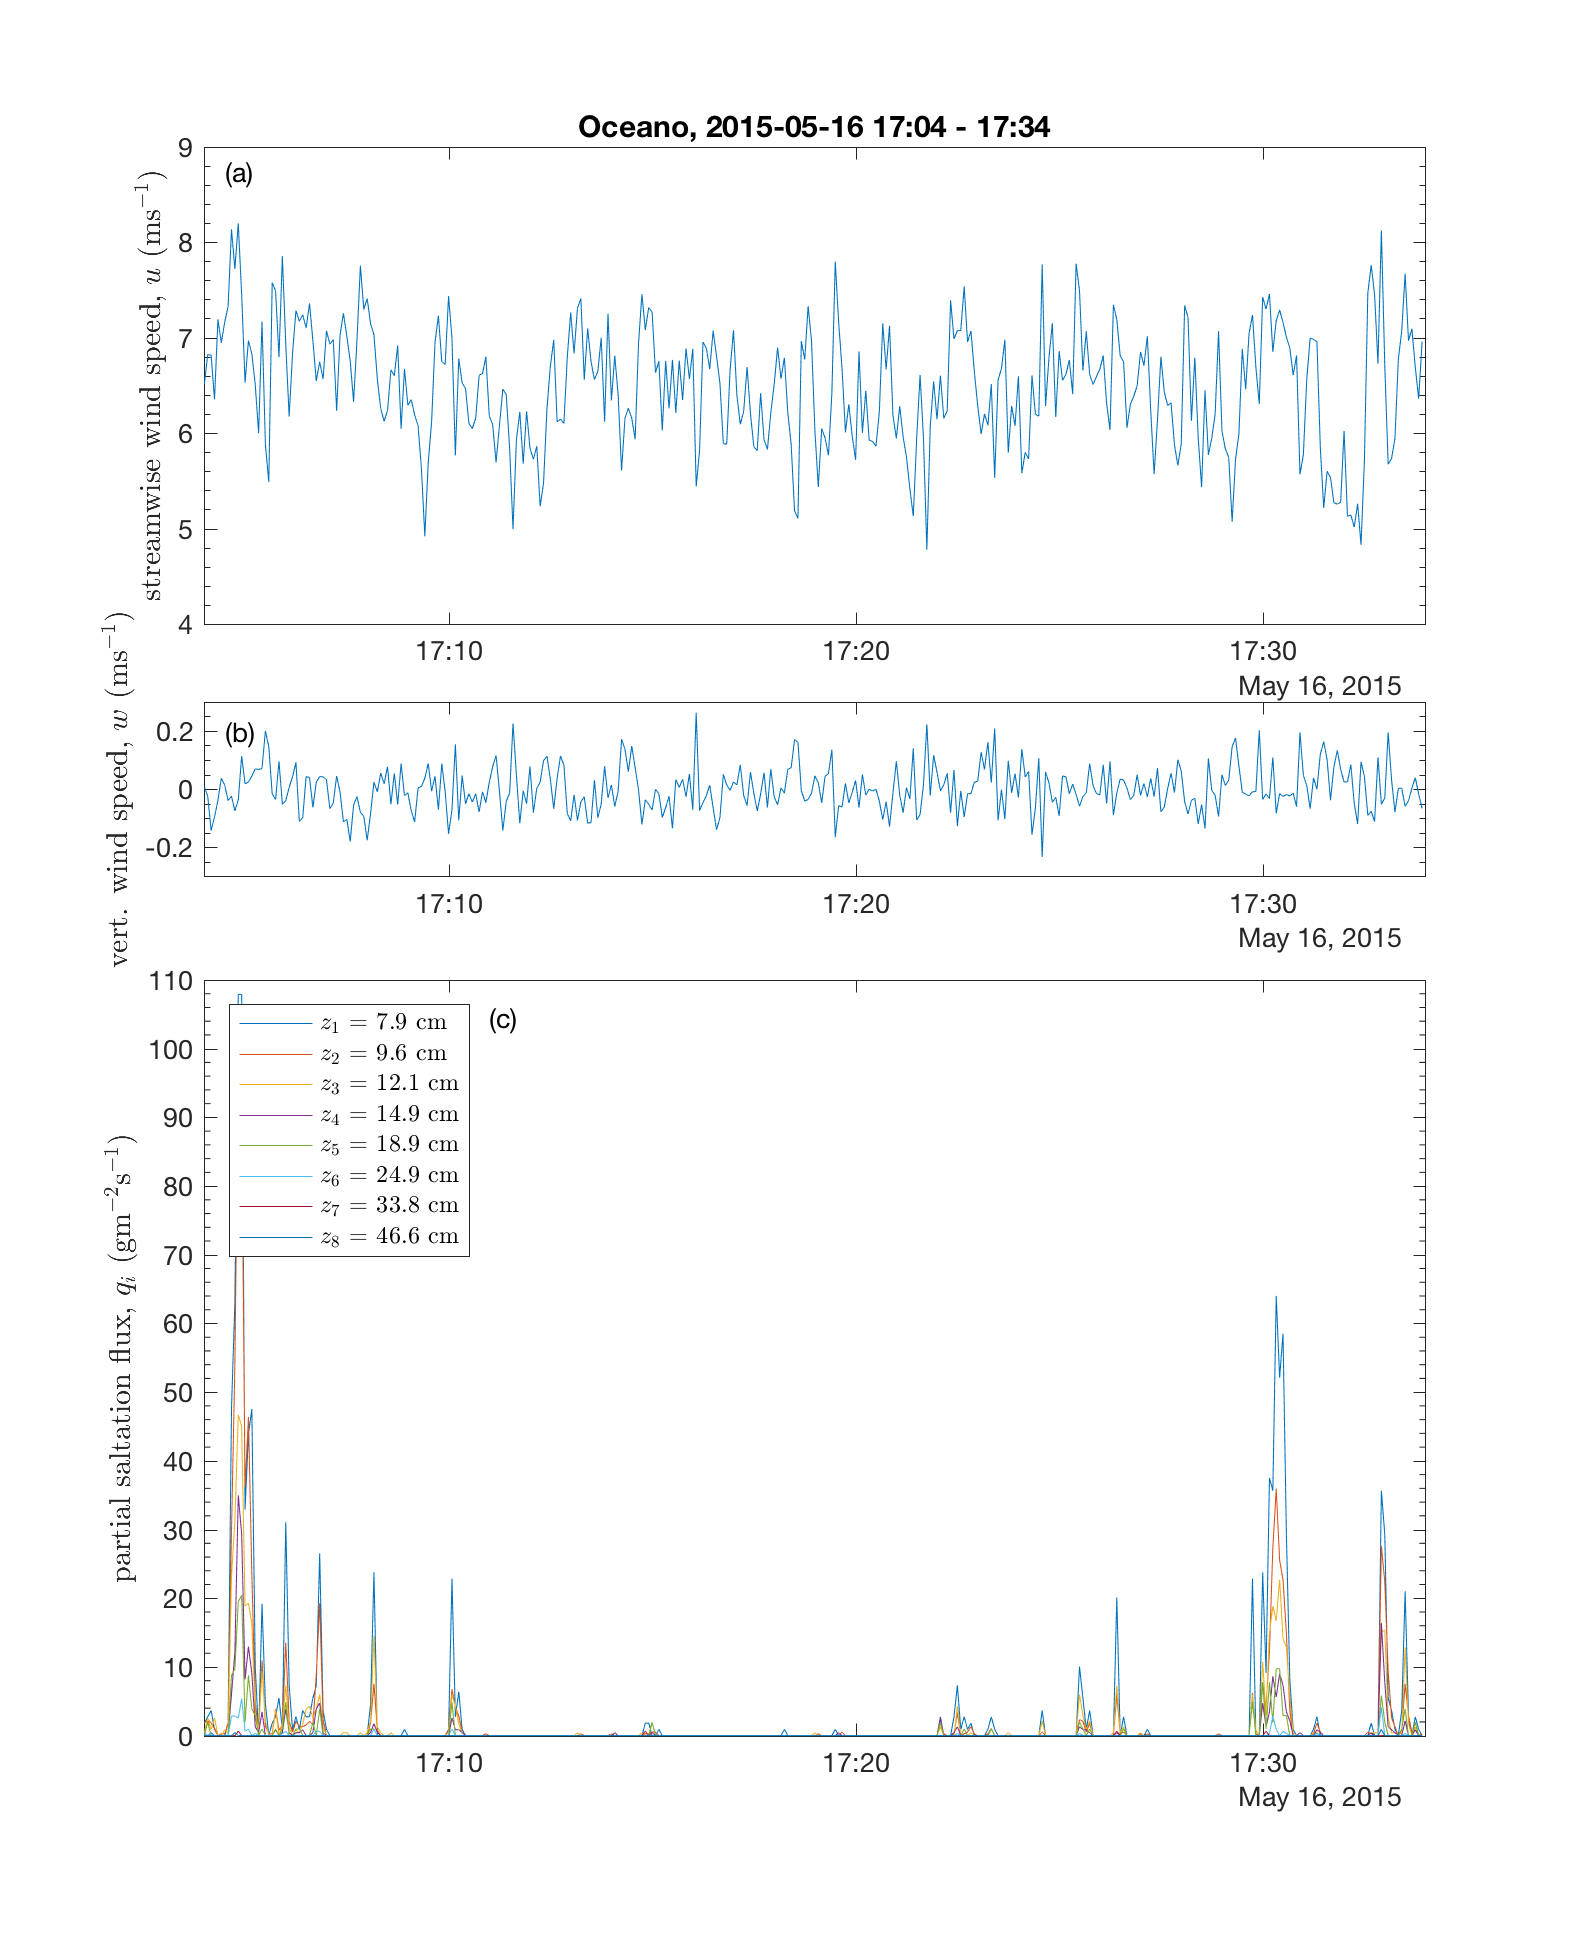 Oceano, 2015-05-16 17:04 - 17:34
(a)
streamwise wind speed, u (ms⁻¹)
9
8
7
6
5
4
17:10 17:20 17:30
May 16, 2015
(b)
vert. wind speed, w (ms⁻¹)
0.2
0
-0.2
17:10 17:20 17:30
May 16, 2015
(c)
partial saltation flux, qᵢ (gm⁻²s⁻¹)
110
100
90
80
70
60
50
40
30
20
10
0
z₁ = 7.9 cm
z₂ = 9.6 cm
z₃ = 12.1 cm
z₄ = 14.9 cm
z₅ = 18.9 cm
z₆ = 24.9 cm
z₇ = 33.8 cm
z₈ = 46.6 cm
17:10 17:20 17:30
May 16, 2015